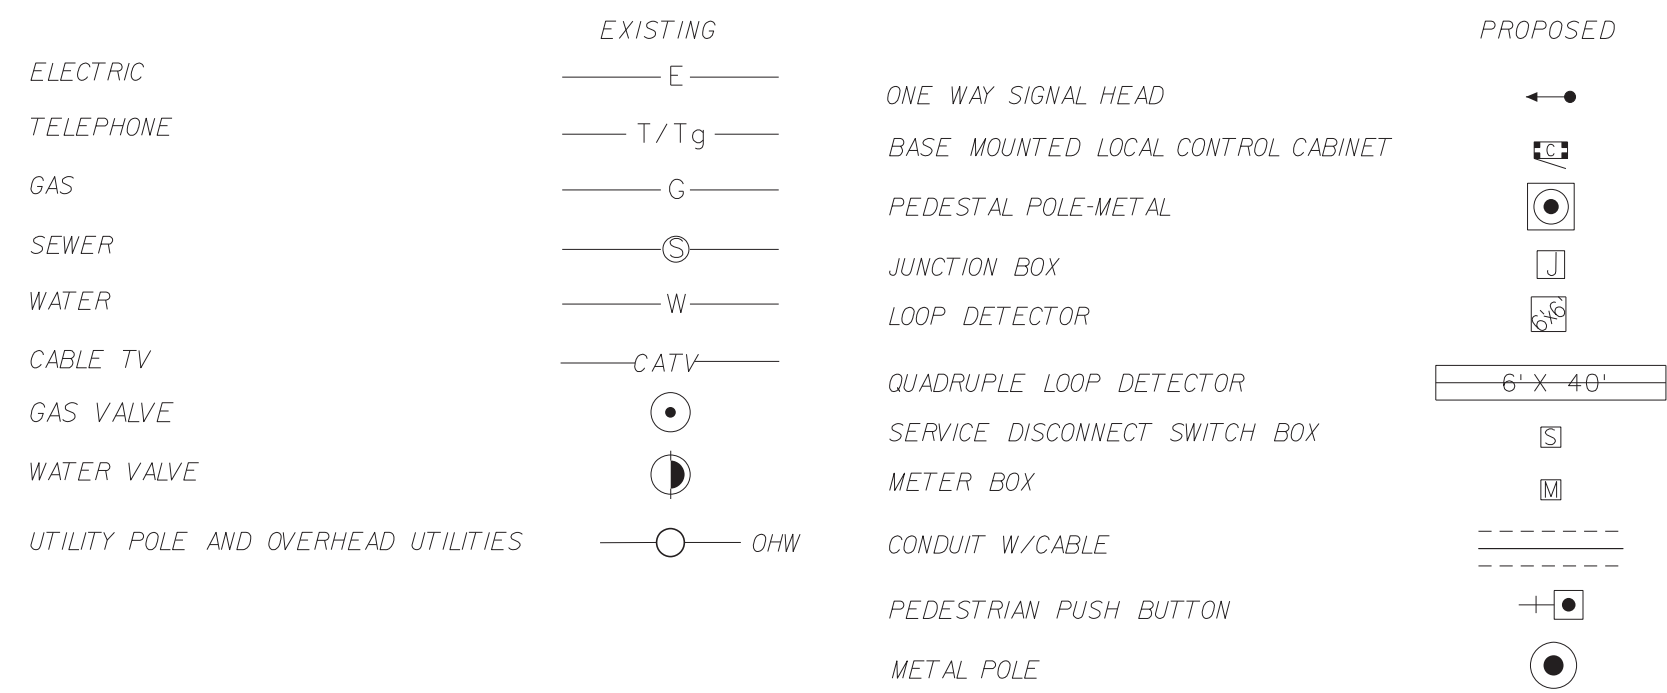 EXISTING
ELECTRIC E
TELEPHONE T/Tg
GAS G
SEWER S
WATER W
CABLE TV CATV
GAS VALVE
WATER VALVE
UTILITY POLE AND OVERHEAD UTILITIES OHW
PROPOSED
ONE WAY SIGNAL HEAD
BASE MOUNTED LOCAL CONTROL CABINET C
PEDESTAL POLE-METAL
JUNCTION BOX J
LOOP DETECTOR 6'x6'
QUADRUPLE LOOP DETECTOR 6' X 40'
SERVICE DISCONNECT SWITCH BOX S
METER BOX M
CONDUIT W/CABLE
PEDESTRIAN PUSH BUTTON
METAL POLE